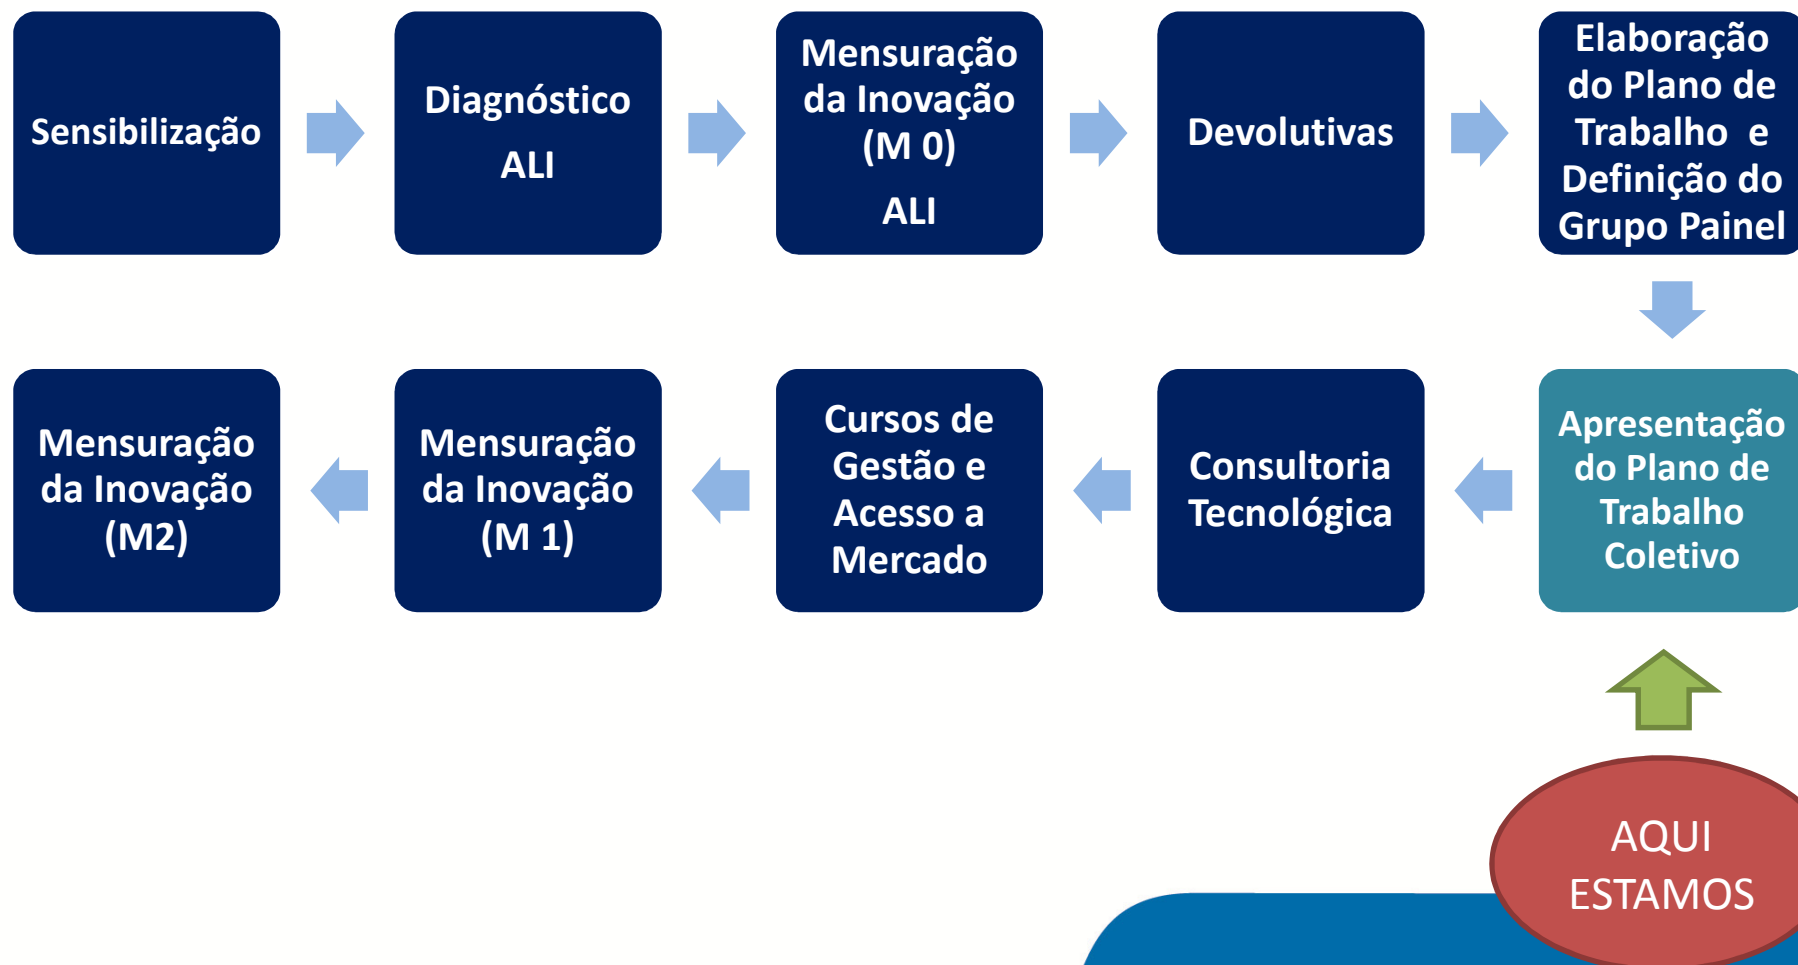 Sensibilização
Diagnóstico
ALI
Mensuração
da Inovação
(M 0)
ALI
Devolutivas
Elaboração
do Plano de
Trabalho e
Definição do
Grupo Painel
Apresentação
do Plano de
Trabalho
Coletivo
Consultoria
Tecnológica
Cursos de
Gestão e
Acesso a
Mercado
Mensuração
da Inovação
(M 1)
Mensuração
da Inovação
(M2)
AQUI
ESTAMOS